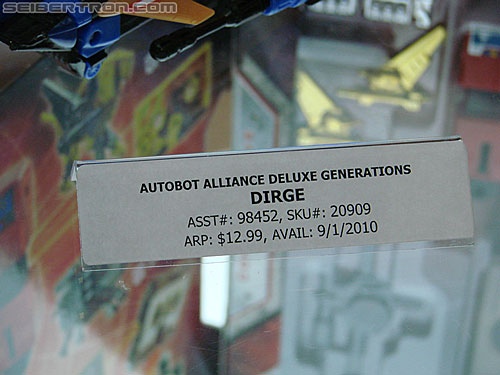 SEIBERTRON.COM
AUTOBOT ALLIANCE DELUXE GENERATIONS
DIRGE
ASST#: 98452, SKU#: 20909
ARP: $12.99, AVAIL: 9/1/2010